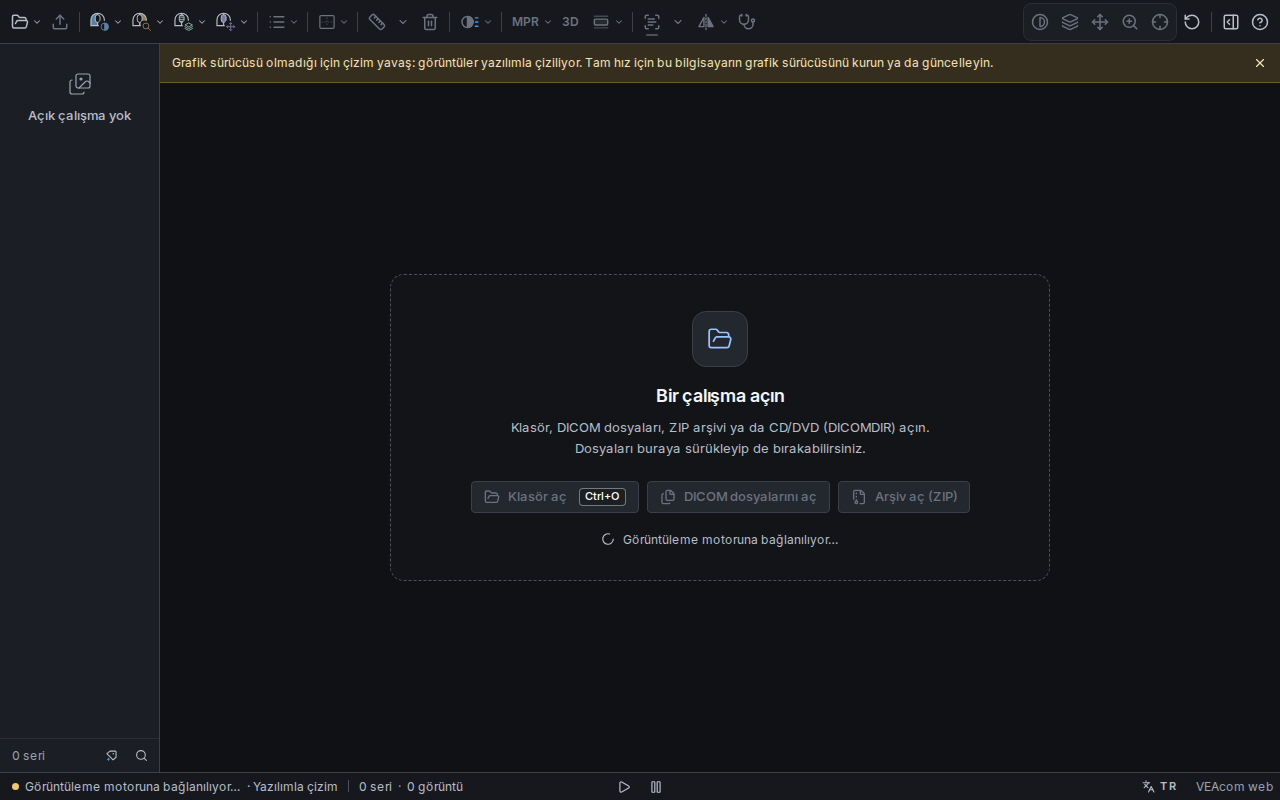 MPR
3D
Açık çalışma yok
Grafik sürücüsü olmadığı için çizim yavaş: görüntüler yazılımla çiziliyor. Tam hız için bu bilgisayarın grafik sürücüsünü kurun ya da güncelleyin.
Bir çalışma açın
Klasör, DICOM dosyaları, ZIP arşivi ya da CD/DVD (DICOMDIR) açın.
Dosyaları buraya sürükleyip de bırakabilirsiniz.
Klasör aç Ctrl+O DICOM dosyalarını aç Arşiv aç (ZIP)
Görüntüleme motoruna bağlanılıyor...
0 seri
Görüntüleme motoruna bağlanılıyor... · Yazılımla çizim 0 seri · 0 görüntü TR VEAcom web